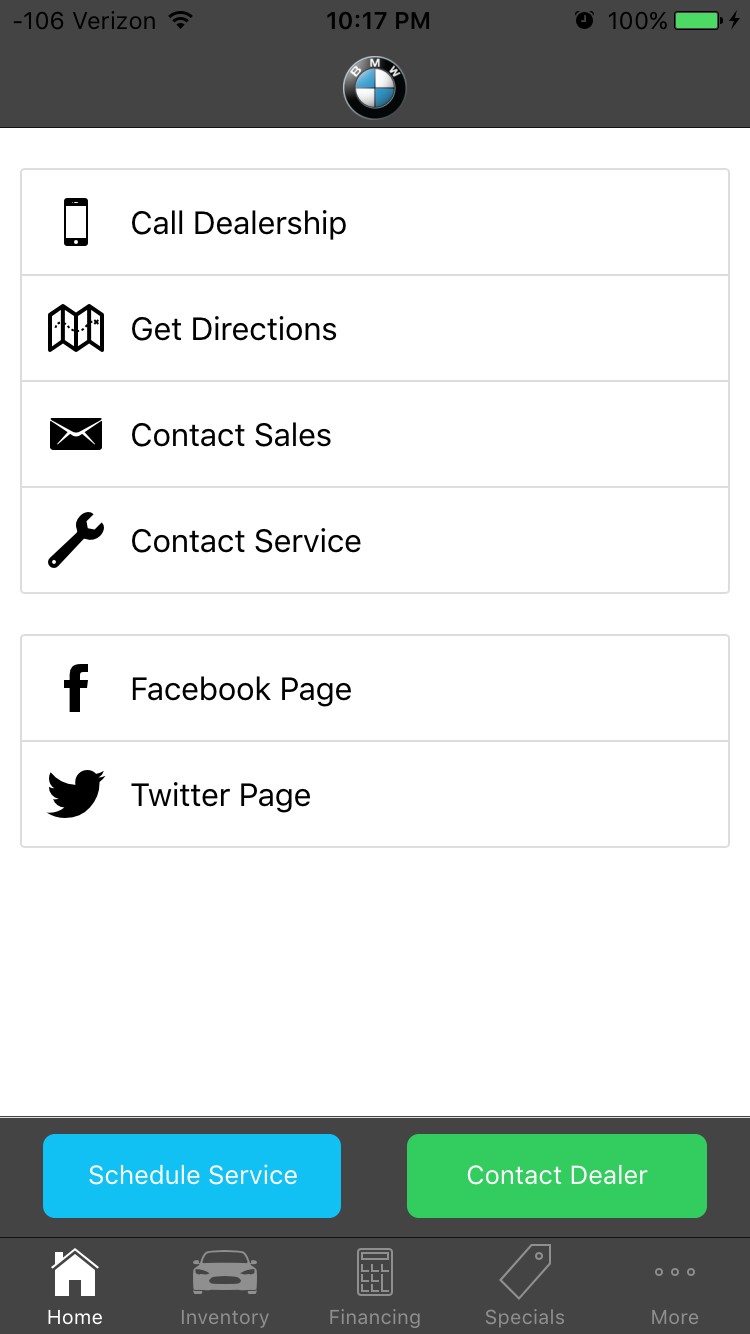 -106 Verizon 10:17 PM 100%
BMW
Call Dealership
Get Directions
Contact Sales
Contact Service
Facebook Page
Twitter Page
Schedule Service Contact Dealer
Home Inventory Financing Specials More